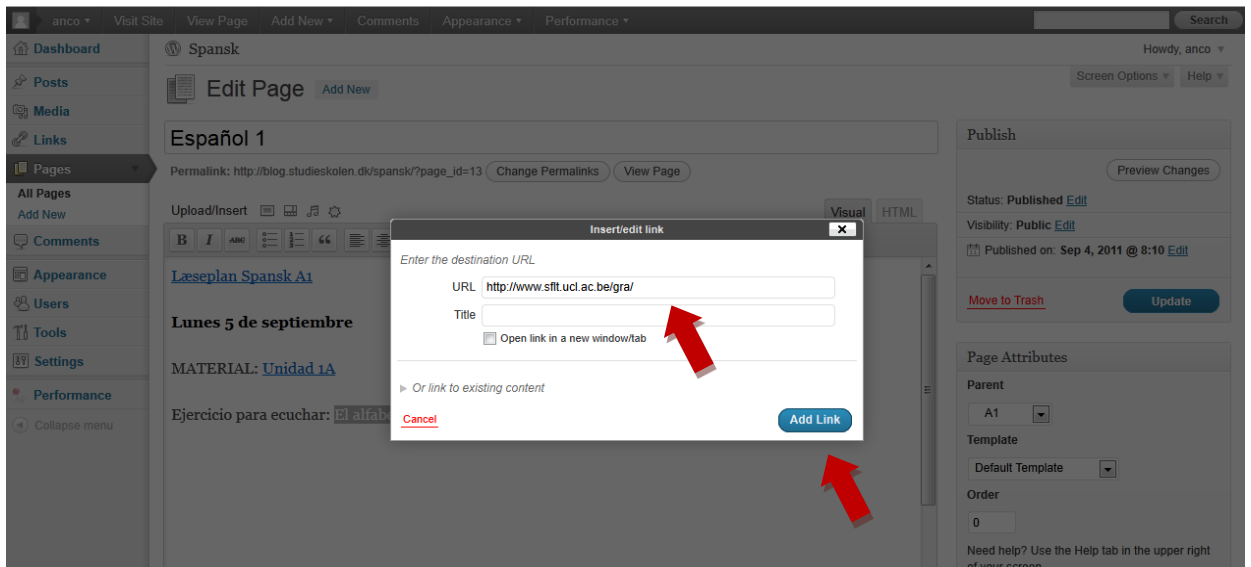 anco Visit Site View Page Add New Comments Appearance Performance Search
Dashboard
Posts
Media
Links
Pages
All Pages
Add New
Comments
Appearance
Users
Tools
Settings
Performance
Collapse menu
Spansk
Howdy, anco
Screen Options Help
Edit Page Add New
Español 1
Permalink: http://blog.studieskolen.dk/spansk/?page_id=13 Change Permalinks View Page
Upload/Insert
Visual HTML
B I ABC
Læseplan Spansk A1
Lunes 5 de septiembre
MATERIAL: Unidad 1A
Ejercicio para ecuchar: El alfabe
Insert/edit link
Enter the destination URL
URL http://www.sflt.ucl.ac.be/gra/
Title
Open link in a new window/tab
Or link to existing content
Cancel
Add Link
Publish
Preview Changes
Status: Published Edit
Visibility: Public Edit
Published on: Sep 4, 2011 @ 8:10 Edit
Move to Trash
Update
Page Attributes
Parent
A1
Template
Default Template
Order
0
Need help? Use the Help tab in the upper right
of your screen